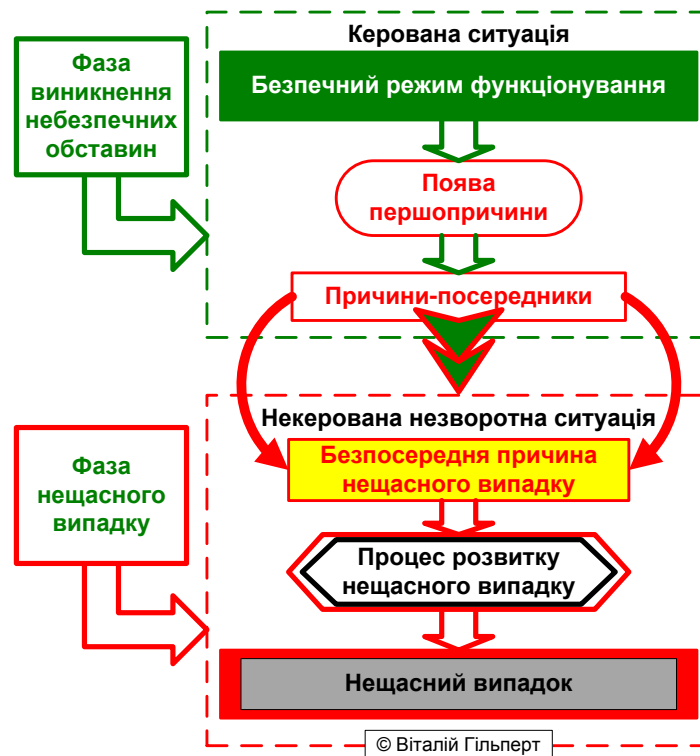 Керована ситуація
Фаза
виникнення
небезпечних
обставин
Безпечний режим функціонування
Поява
першопричини
Причини-посередники
Некерована незворотна ситуація
Фаза
нещасного
випадку
Безпосередня причина
нещасного випадку
Процес розвитку
нещасного випадку
Нещасний випадок
© Віталій Гільперт